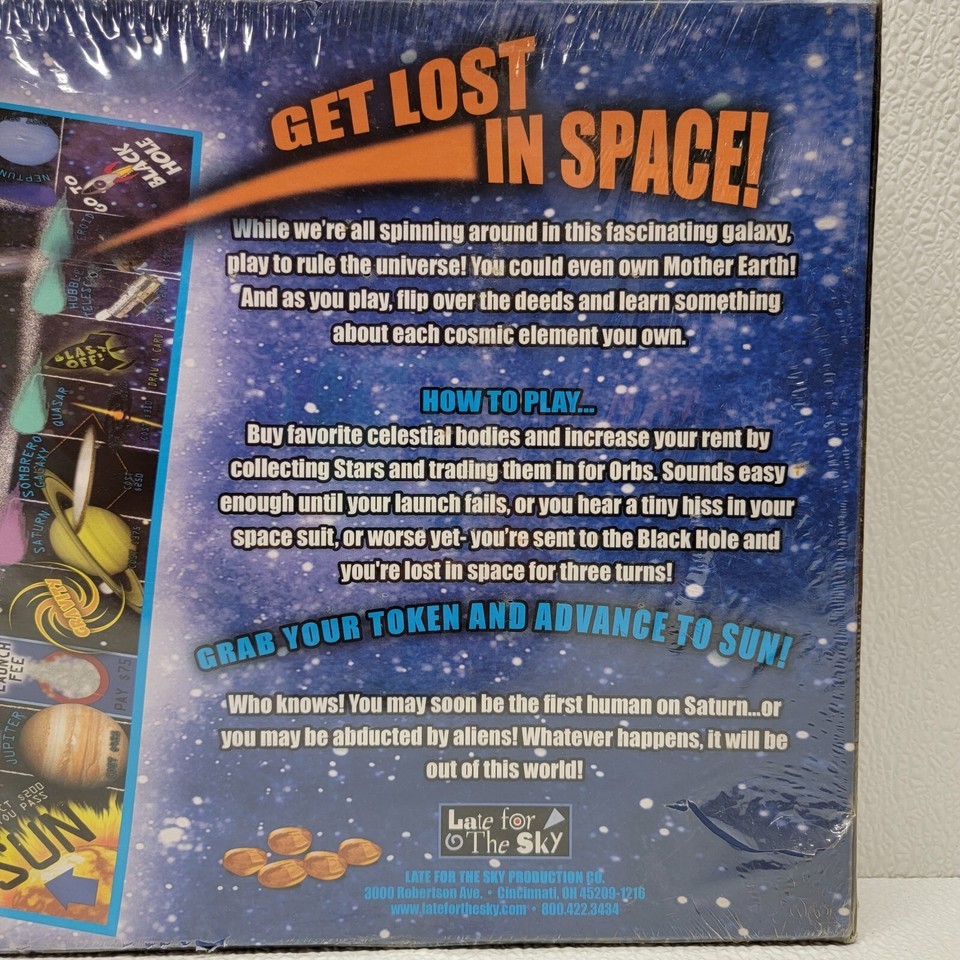 GET LOST
IN SPACE!
While we're all spinning around in this fascinating galaxy,
play to rule the universe! You could even own Mother Earth!
And as you play, flip over the deeds and learn something
about each cosmic element you own.
HOW TO PLAY...
Buy favorite celestial bodies and increase your rent by
collecting Stars and trading them in for Orbs. Sounds easy
enough until your launch fails, or you hear a tiny hiss in your
space suit, or worse yet- you're sent to the Black Hole and
you're lost in space for three turns!
GRAB YOUR TOKEN AND ADVANCE TO SUN!
Who knows! You may soon be the first human on Saturn...or
you may be abducted by aliens! Whatever happens, it will be
out of this world!
Late for
The Sky
LATE FOR THE SKY PRODUCTION CO.
3000 Robertson Ave. • Cincinnati, OH 45209-1216
www.lateforthesky.com • 800.422.3434
NEPTUNE
GO TO
BLACK
HOLE
HUBBLE
TELESCOPE
BLAST
OFF!
DRAW A CARD
QUASAR
SOMBRERO
GALAXY
COST
$250
SATURN
GRAVITY
LAUNCH
FEE
PAY $75
JUPITER
$200
YOU PASS
SUN